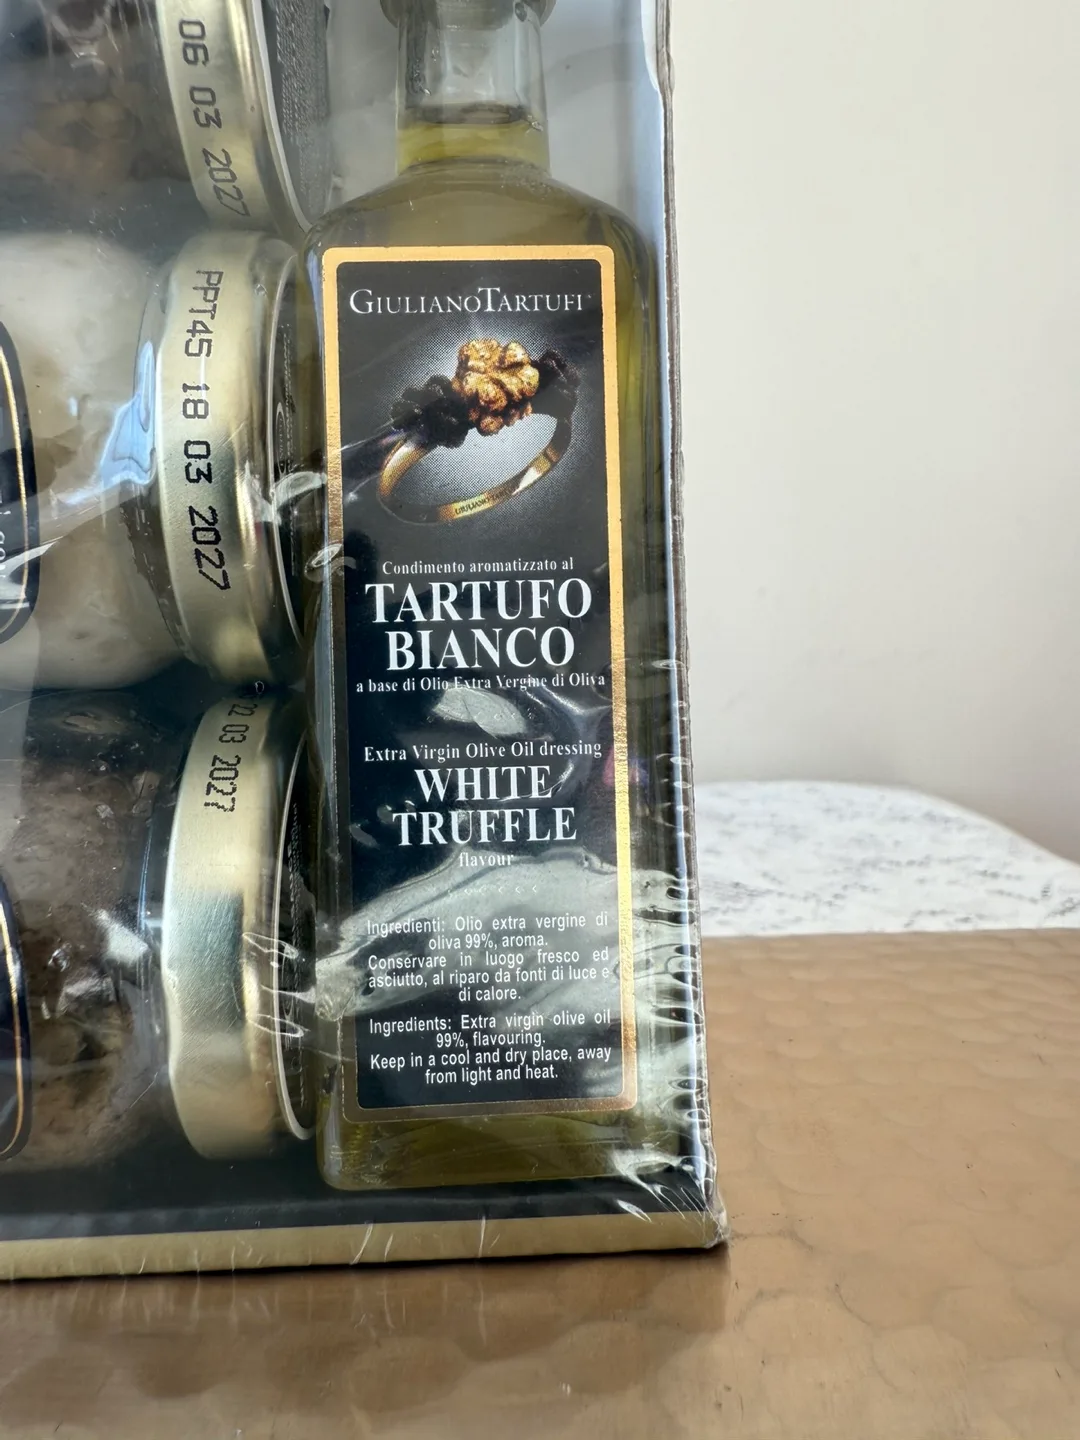 06 03 2027
PPT45 18 03 2027
22 03 2027
GIULIANOTARTUFI
GIULIANO TARTUFI
Condimento aromatizzato al
TARTUFO
BIANCO
a base di Olio Extra Vergine di Oliva
Extra Virgin Olive Oil dressing
WHITE
TRUFFLE
flavour
Ingredienti: Olio extra vergine di
oliva 99%, aroma.
Conservare in luogo fresco ed
asciutto, al riparo da fonti di luce e
di calore.
Ingredients: Extra virgin olive oil
99%, flavouring.
Keep in a cool and dry place, away
from light and heat.